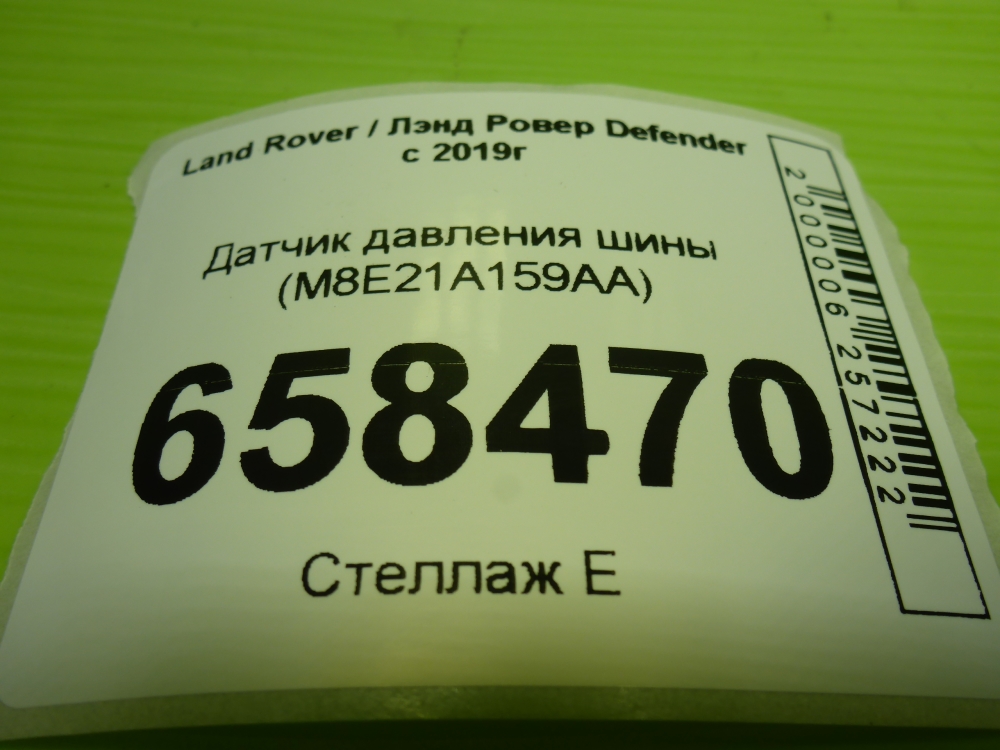 Land Rover / Лэнд Ровер Defender
с 2019г
Датчик давления шины
(M8E21A159AA)
658470
Стеллаж Е
2000006257222